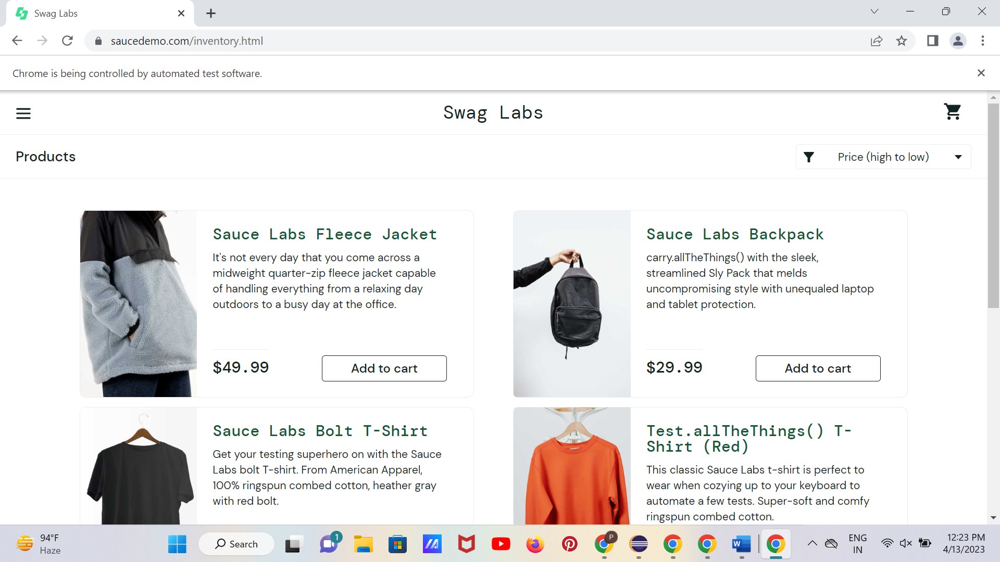 Swag Labs
saucedemo.com/inventory.html
Chrome is being controlled by automated test software.
Swag Labs
Products
Price (high to low)
Sauce Labs Fleece Jacket
It's not every day that you come across a
midweight quarter-zip fleece jacket capable
of handling everything from a relaxing day
outdoors to a busy day at the office.
$49.99
Add to cart
Sauce Labs Backpack
carry.allTheThings() with the sleek,
streamlined Sly Pack that melds
uncompromising style with unequaled laptop
and tablet protection.
$29.99
Add to cart
Sauce Labs Bolt T-Shirt
Get your testing superhero on with the Sauce
Labs bolt T-shirt. From American Apparel,
100% ringspun combed cotton, heather gray
with red bolt.
Test.allTheThings() T-
Shirt (Red)
This classic Sauce Labs t-shirt is perfect to
wear when cozying up to your keyboard to
automate a few tests. Super-soft and comfy
ringspun combed cotton.
94°F
Haze
Search
1
P
W
ENG
IN
12:23 PM
4/13/2023